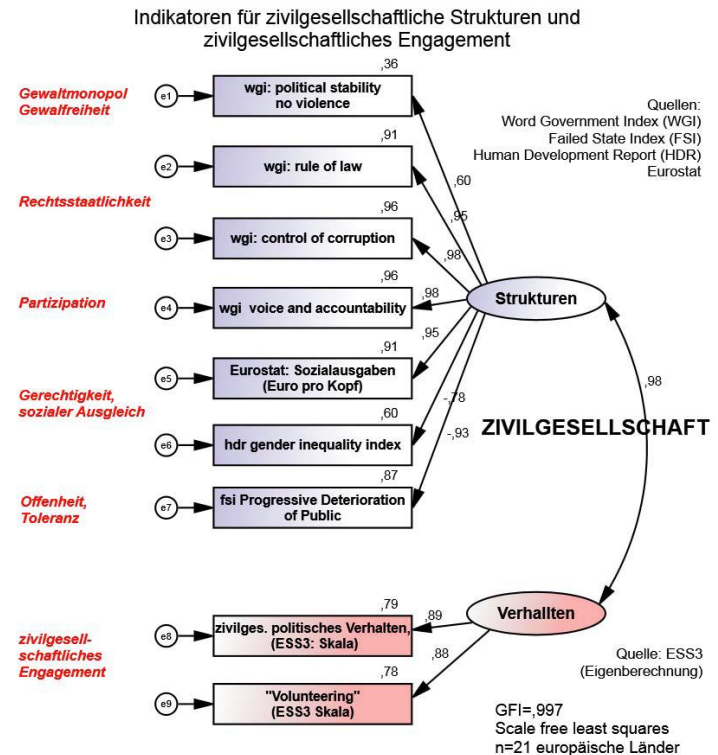 Indikatoren für zivilgesellschaftliche Strukturen und
zivilgesellschaftliches Engagement
Gewaltmonopol
Gewalfreiheit
e1
,36
wgi: political stability
no violence
Quellen:
Word Government Index (WGI)
Failed State Index (FSI)
Human Development Report (HDR)
Eurostat
,60
Rechtsstaatlichkeit
e2
,91
wgi: rule of law
,95
e3
,96
wgi: control of corruption
,98
Partizipation
e4
,96
wgi voice and accountability
,98
Strukturen
Gerechtigkeit,
sozialer Ausgleich
e5
,91
Eurostat: Sozialausgaben
(Euro pro Kopf)
,95
,98
e6
,60
hdr gender inequality index
-,78
ZIVILGESELLSCHAFT
Offenheit,
Toleranz
e7
,87
fsi Progressive Deterioration
of Public
-,93
zivilgesell-
schaftliches
Engagement
e8
,79
zivilges. politisches Verhalten,
(ESS3: Skala)
,89
Verhallten
e9
,78
"Volunteering"
(ESS3 Skala)
,88
Quelle: ESS3
(Eigenberechnung)
GFI=,997
Scale free least squares
n=21 europäische Länder